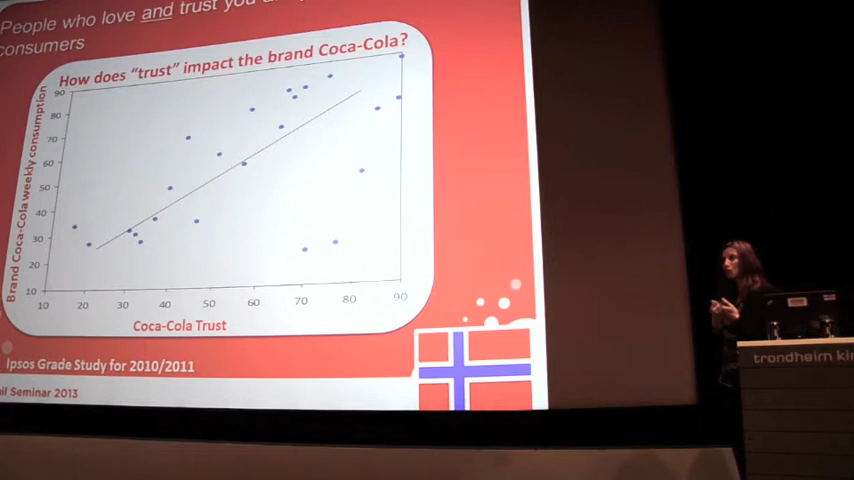 People who love and trust you
consumers
How does "trust" impact the brand Coca-Cola?
Brand Coca-Cola weekly consumption
90
80
70
60
50
40
30
20
10
10 20 30 40 50 60 70 80 90
Coca-Cola Trust
Ipsos Grade Study for 2010/2011
Seminar 2013
trondheim